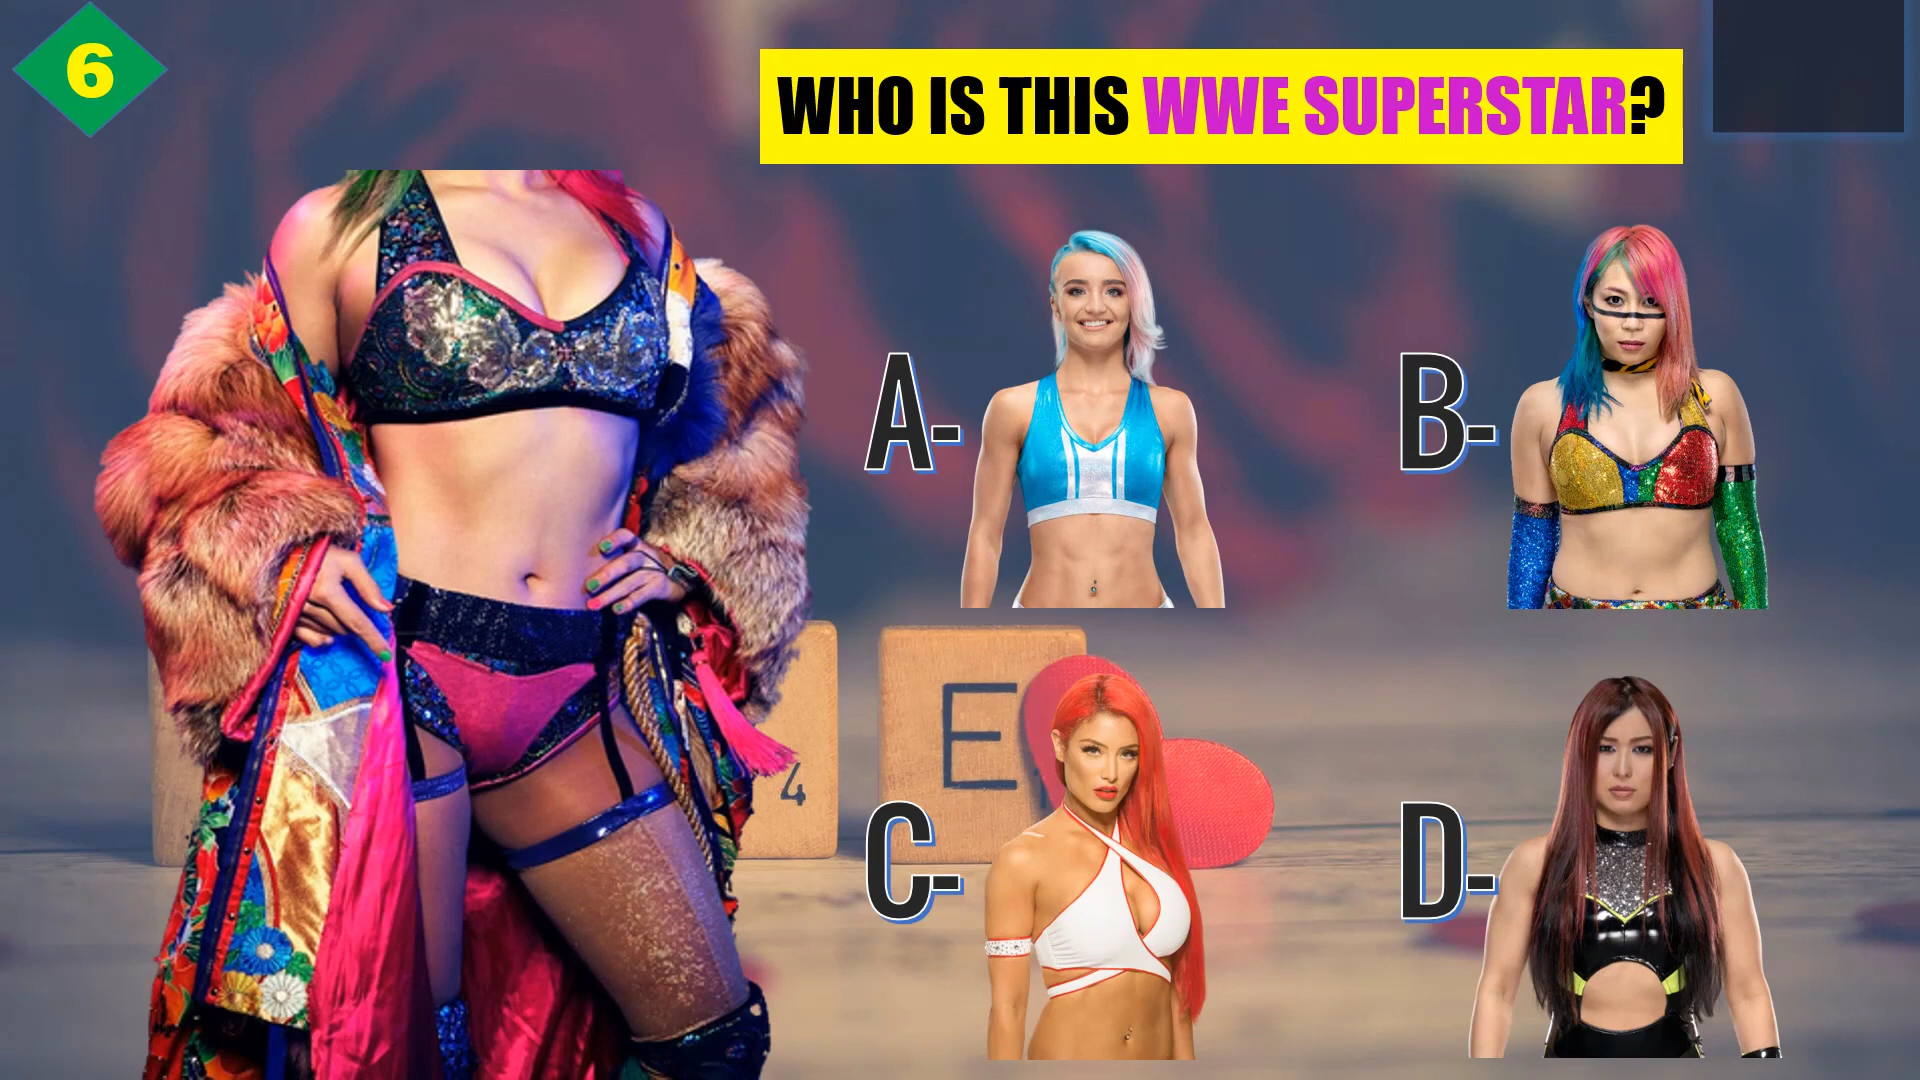 6
WHO IS THIS WWE SUPERSTAR?
A-
B-
4
E
C-
D-